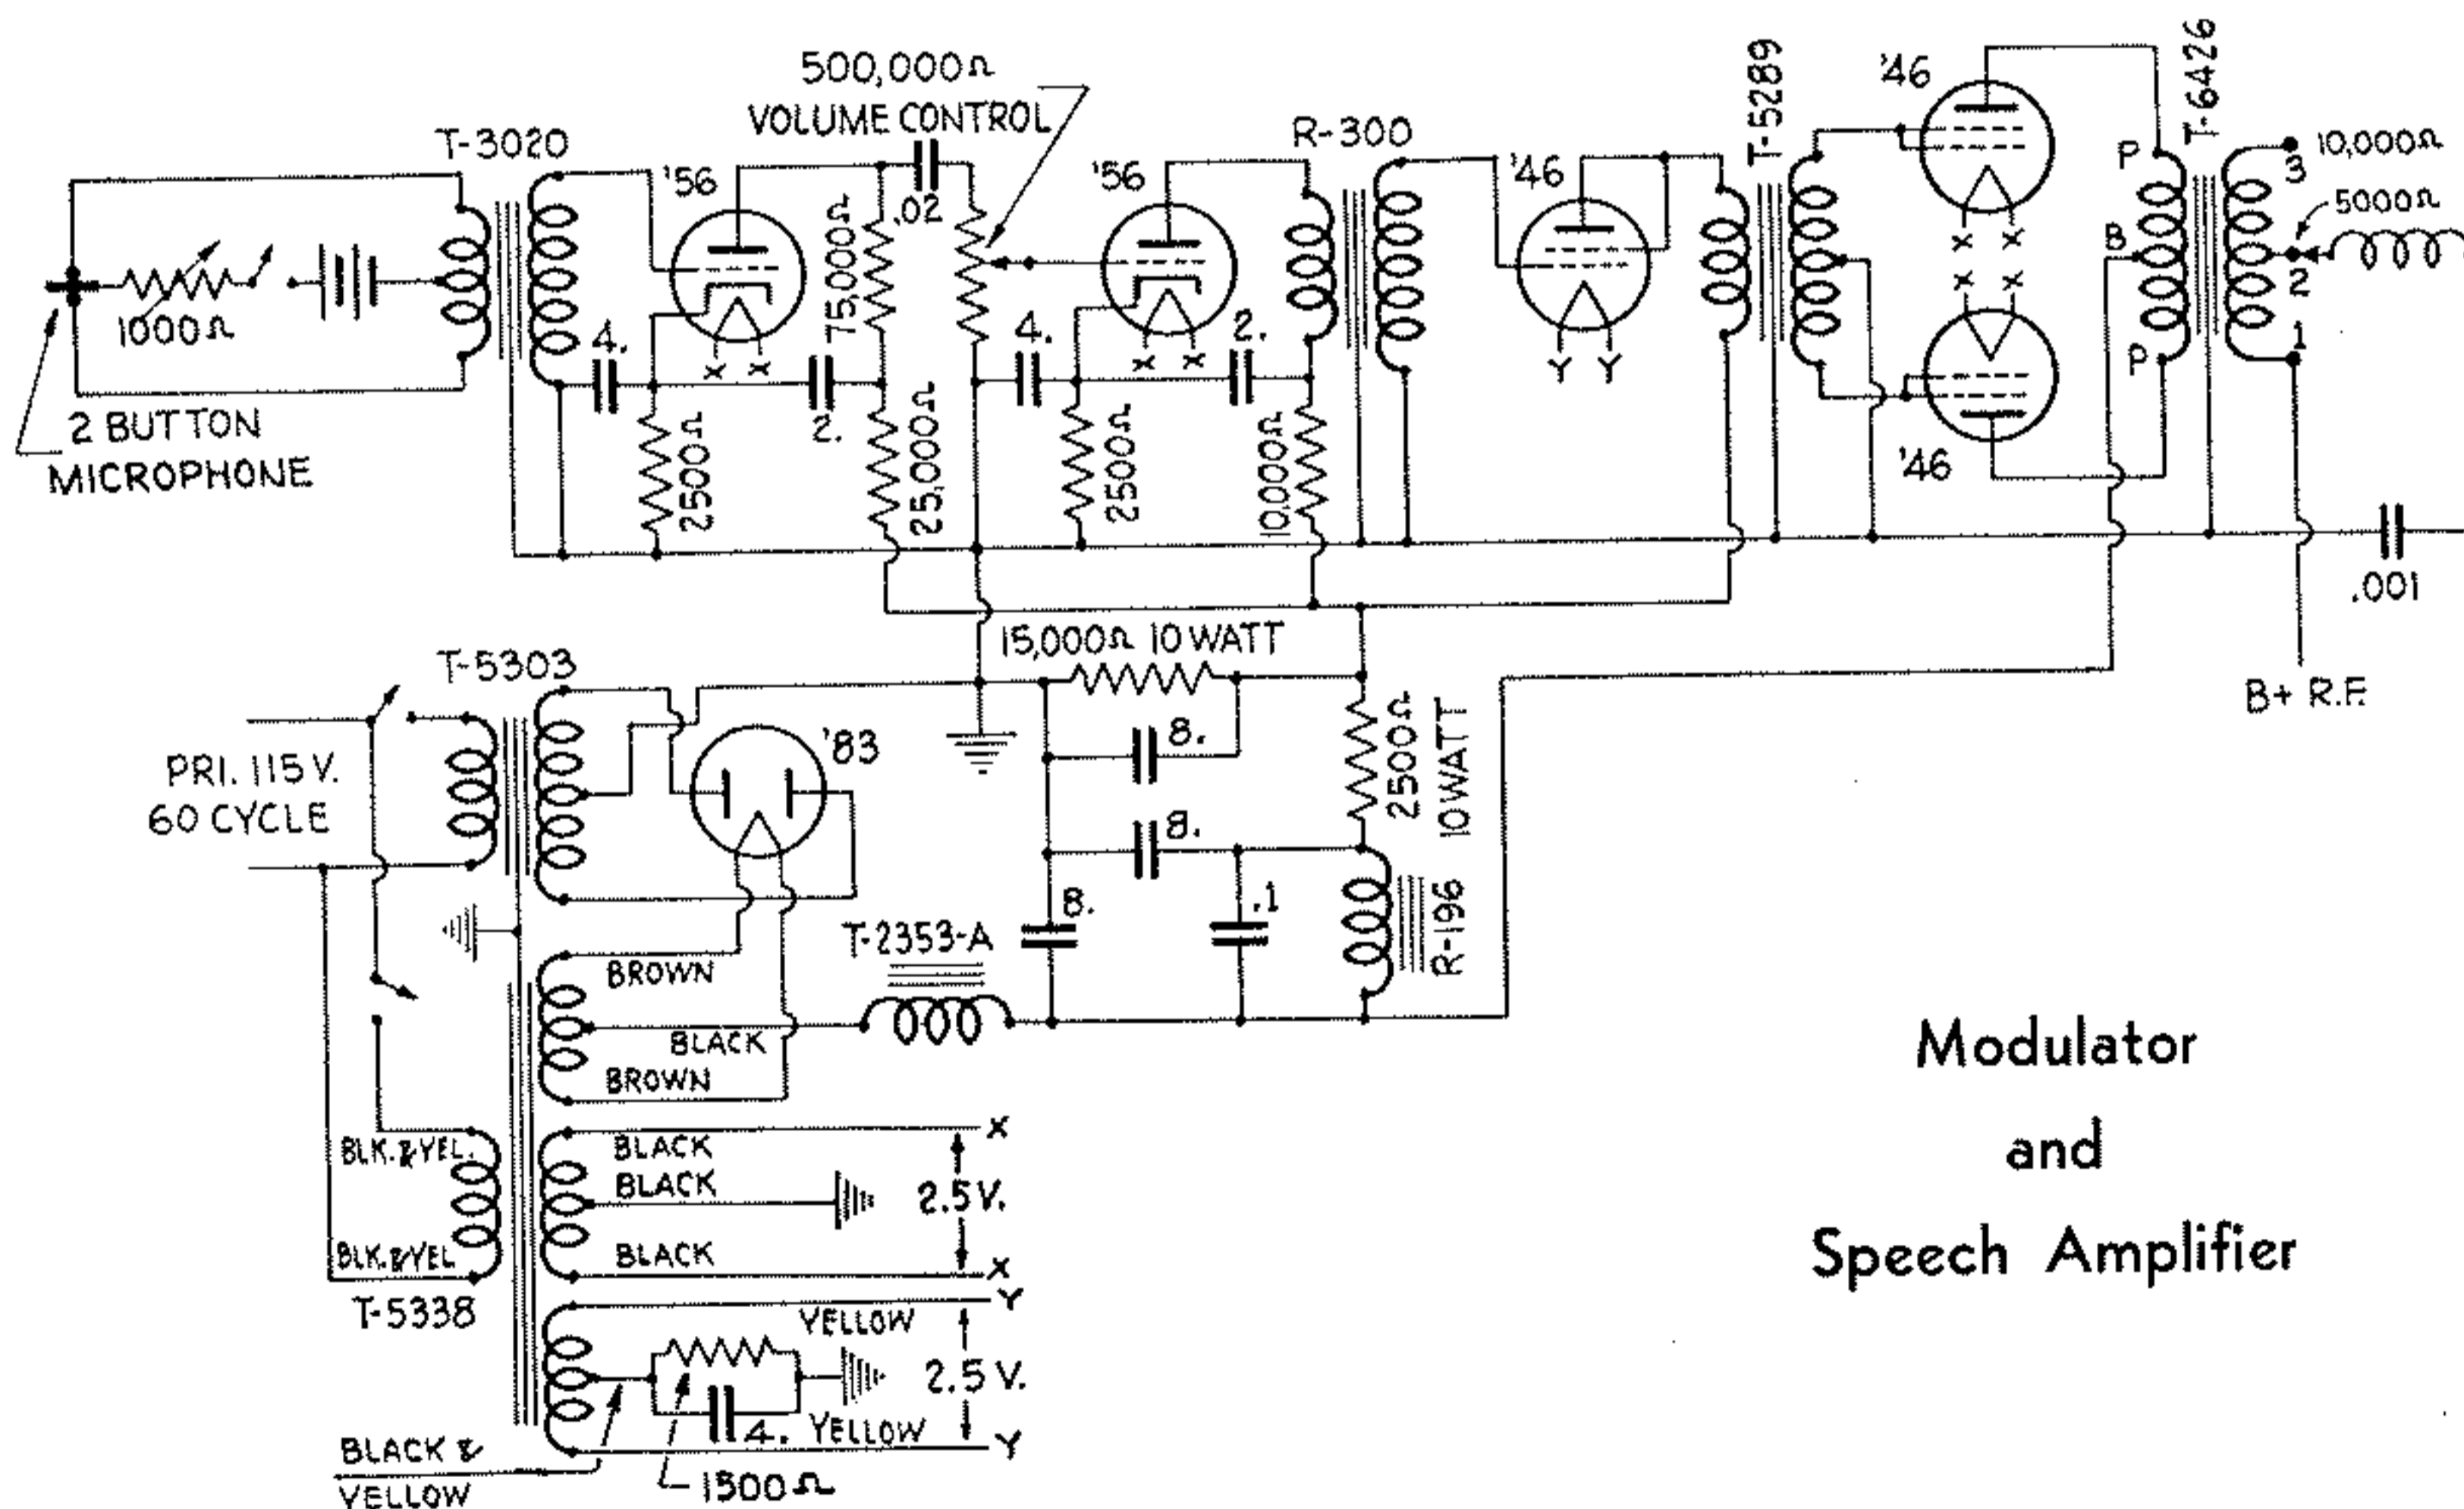 500,000Ω
VOLUME CONTROL
T-3020
'56
.02
75,000Ω
'56
R-300
'46
T-5289
'46
T-6426
P
B
P
3
10,000Ω
5000Ω
2
1
1000Ω
2 BUTTON
MICROPHONE
4.
X X
2.
2500Ω
25,000Ω
4.
X X
2.
2500Ω
10,000Ω
Y Y
X X
X X
'46
.001
B+ R.F.
T-5303
PRI. 115 V.
60 CYCLE
'83
15,000Ω 10 WATT
8.
8.
8.
.1
2500Ω
10 WATT
R-196
T-2353-A
BROWN
BLACK
BROWN
BLK. & YEL.
BLK. & YEL
T-5338
BLACK
BLACK
BLACK
X
2.5 V.
X
Y
YELLOW
2.5 V.
4.
YELLOW
Y
BLACK &
YELLOW
1500Ω
Modulator
and
Speech Amplifier